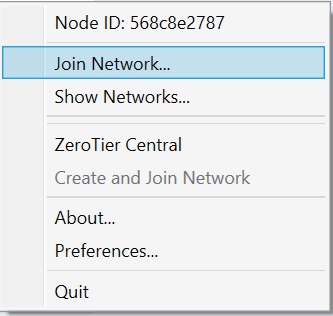 Node ID: 568c8e2787
Join Network...
Show Networks...
ZeroTier Central
Create and Join Network
About...
Preferences...
Quit